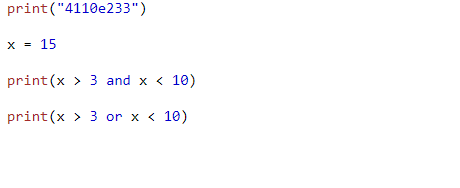 print("4110e233")
x = 15
print(x > 3 and x < 10)
print(x > 3 or x < 10)